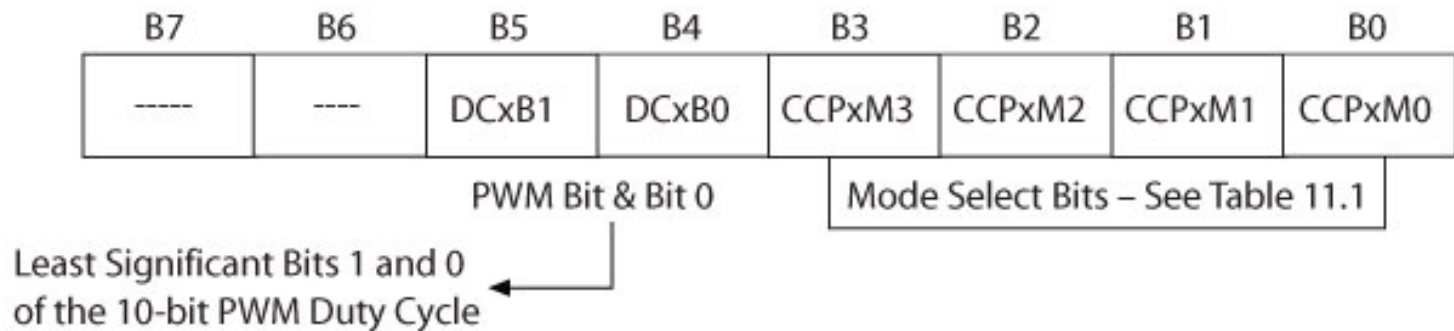 B7 B6 B5 B4 B3 B2 B1 B0
----- ---- DCxB1 DCxB0 CCPxM3 CCPxM2 CCPxM1 CCPxM0
PWM Bit & Bit 0 Mode Select Bits – See Table 11.1
Least Significant Bits 1 and 0
of the 10-bit PWM Duty Cycle